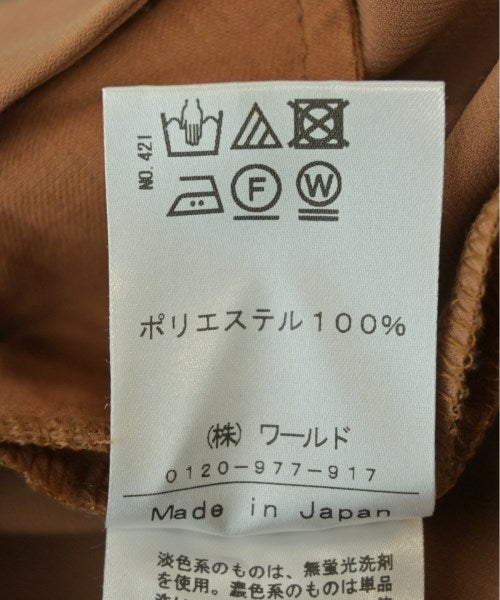 NO.421
F W
ポリエステル100%
(株) ワールド
0120-977-917
Made in Japan
淡色系のものは、無蛍光洗剤
を使用。濃色系のものは単品